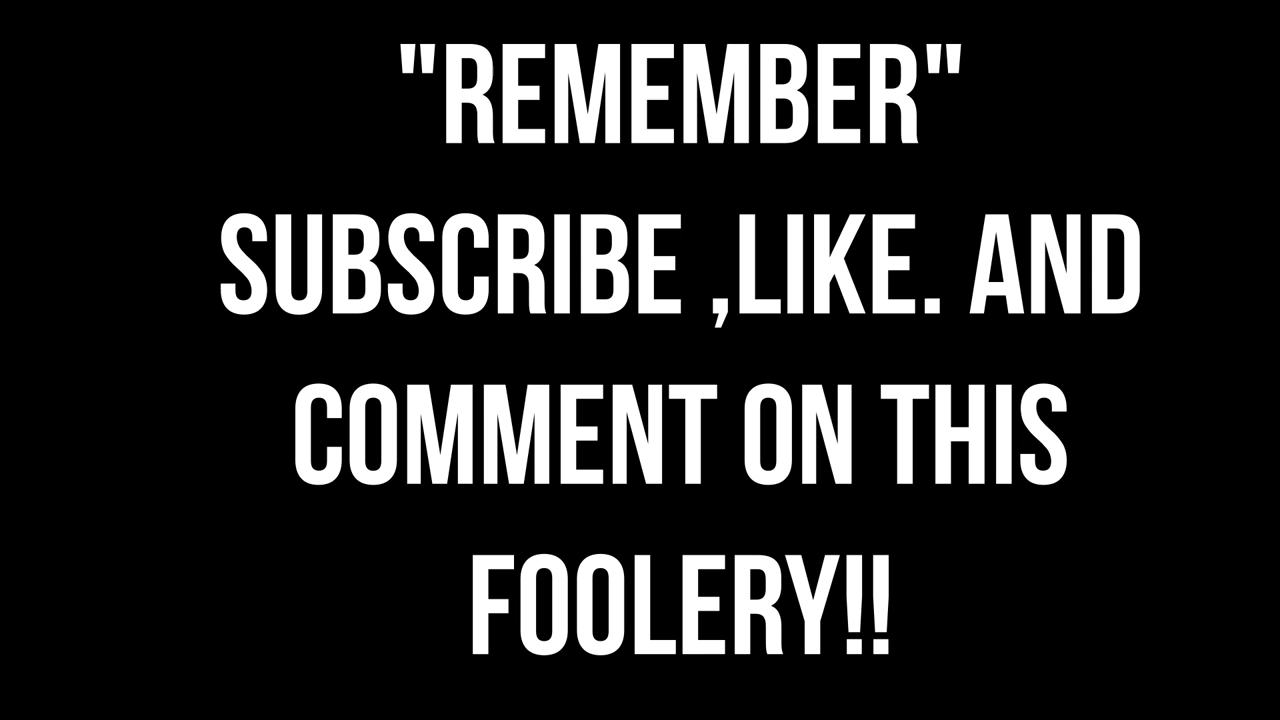 "REMEMBER"
SUBSCRIBE ,LIKE. AND
COMMENT ON THIS
FOOLERY!!